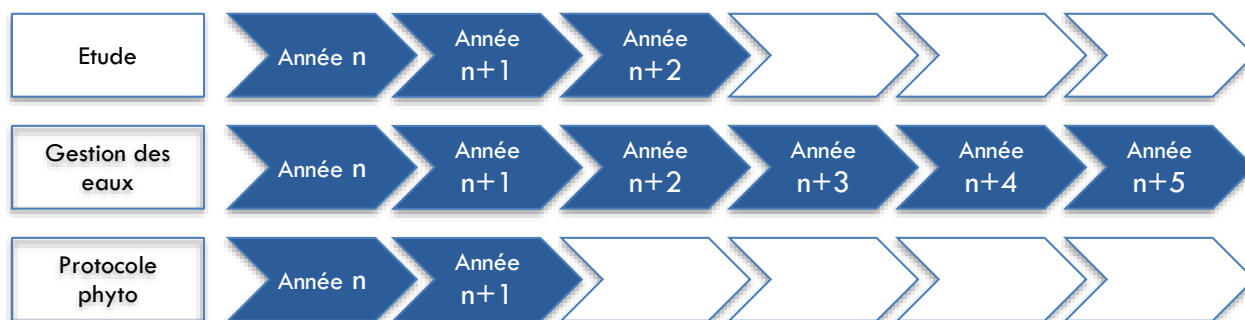 Etude
Année n
Année
n+1
Année
n+2
Gestion des
eaux
Année n
Année
n+1
Année
n+2
Année
n+3
Année
n+4
Année
n+5
Protocole
phyto
Année n
Année
n+1